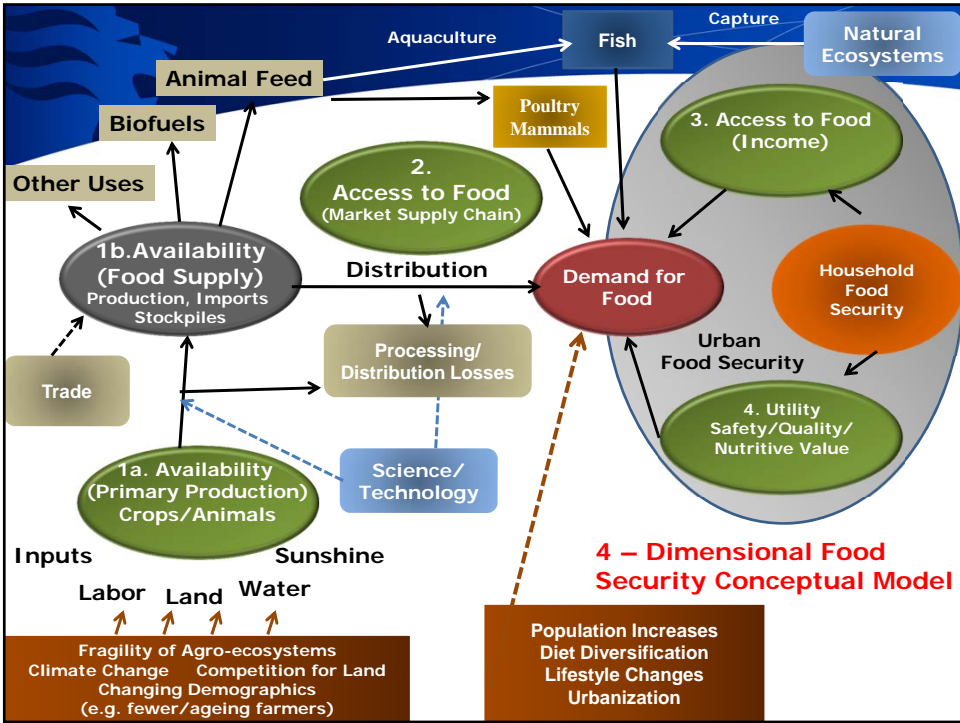 Aquaculture
Capture
Fish
Natural
Ecosystems
Animal Feed
Biofuels
Other Uses
Poultry
Mammals
3. Access to Food
(Income)
2.
Access to Food
(Market Supply Chain)
1b.Availability
(Food Supply)
Production, Imports
Stockpiles
Distribution
Demand for
Food
Household
Food
Security
Urban
Food Security
Processing/
Distribution Losses
Trade
4. Utility
Safety/Quality/
Nutritive Value
1a. Availability
(Primary Production)
Crops/Animals
Science/
Technology
Inputs
Sunshine
Labor
Land
Water
4 – Dimensional Food
Security Conceptual Model
Fragility of Agro-ecosystems
Climate Change Competition for Land
Changing Demographics
(e.g. fewer/ageing farmers)
Population Increases
Diet Diversification
Lifestyle Changes
Urbanization